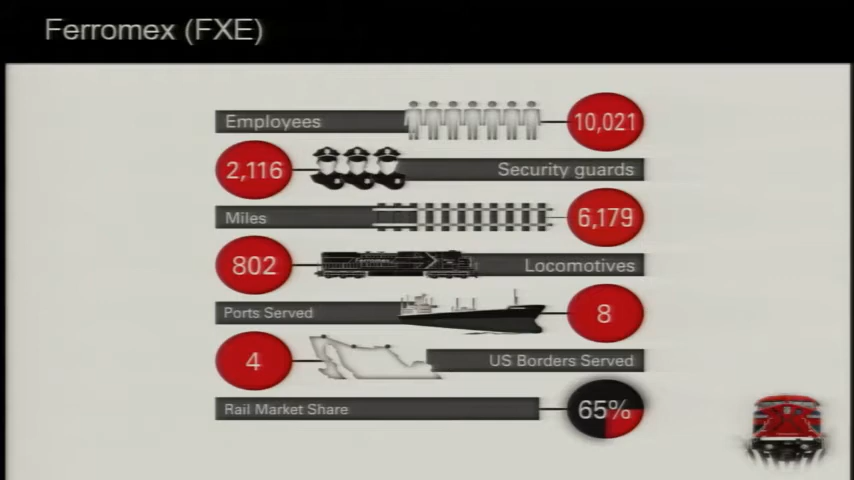 Ferromex (FXE)
Employees 10,021
2,116 Security guards
Miles 6,179
802 Locomotives
Ports Served 8
4 US Borders Served
Rail Market Share 65%